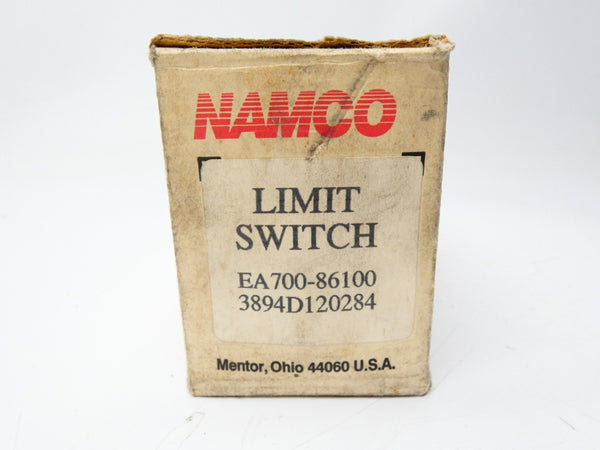 NAMCO
LIMIT
SWITCH
EA700-86100
3894D120284
Mentor, Ohio 44060 U.S.A.